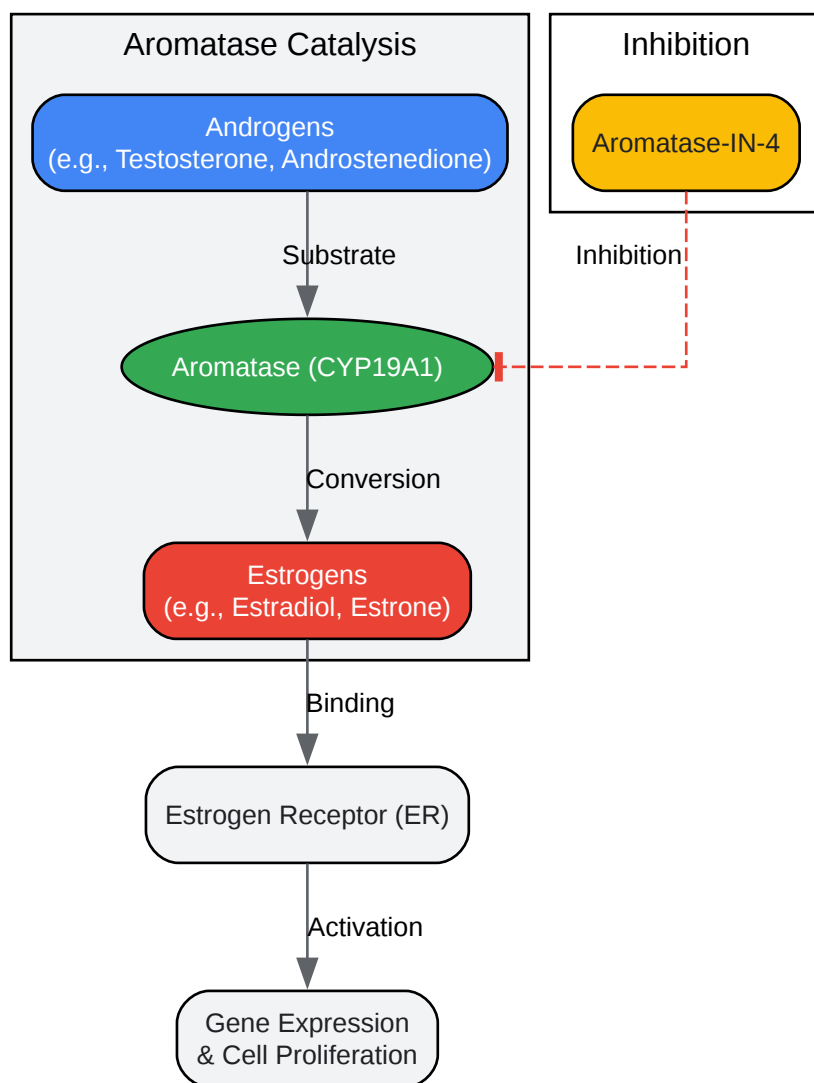 Aromatase Catalysis
Inhibition
Androgens
(e.g., Testosterone, Androstenedione)
Aromatase-IN-4
Substrate
Inhibition
Aromatase (CYP19A1)
Conversion
Estrogens
(e.g., Estradiol, Estrone)
Binding
Estrogen Receptor (ER)
Activation
Gene Expression
& Cell Proliferation